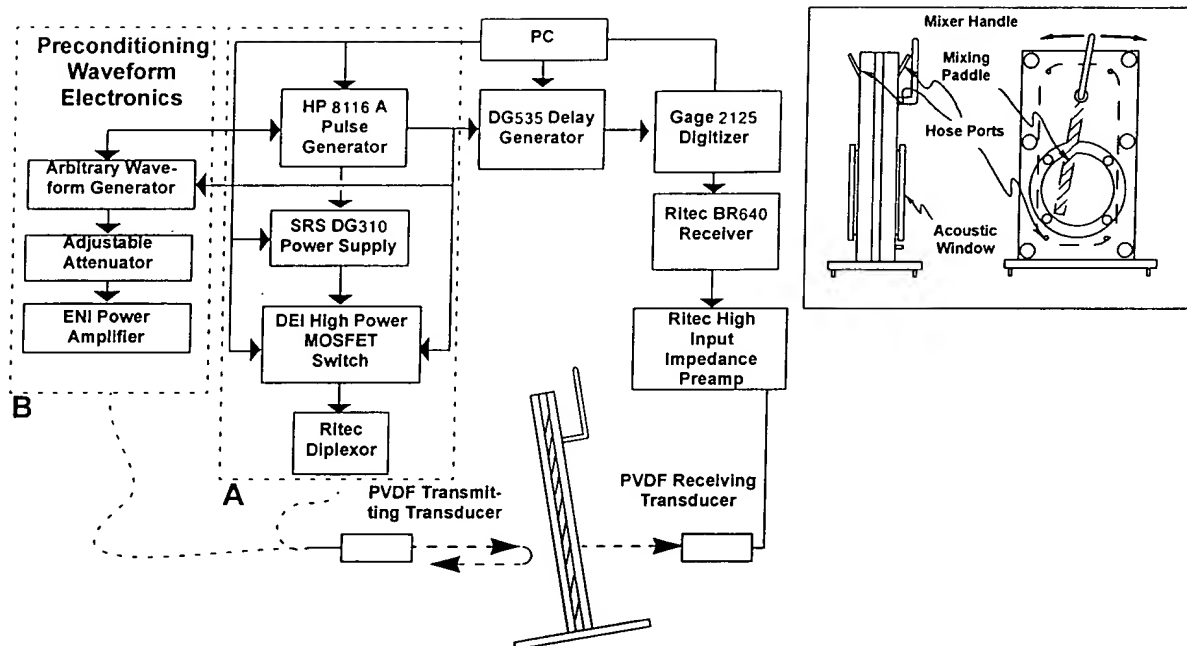 Preconditioning
Waveform
Electronics
PC
HP 8116 A
Pulse
Generator
DG535 Delay
Generator
Gage 2125
Digitizer
Arbitrary Wave-
form Generator
SRS DG310
Power Supply
Ritec BR640
Receiver
Adjustable
Attenuator
ENI Power
Amplifier
DEI High Power
MOSFET
Switch
Ritec High
Input
Impedance
Preamp
B
Ritec
Diplexor
A
PVDF Transmit-
ting Transducer
PVDF Receiving
Transducer
Mixer Handle
Mixing
Paddle
Hose Ports
Acoustic
Window